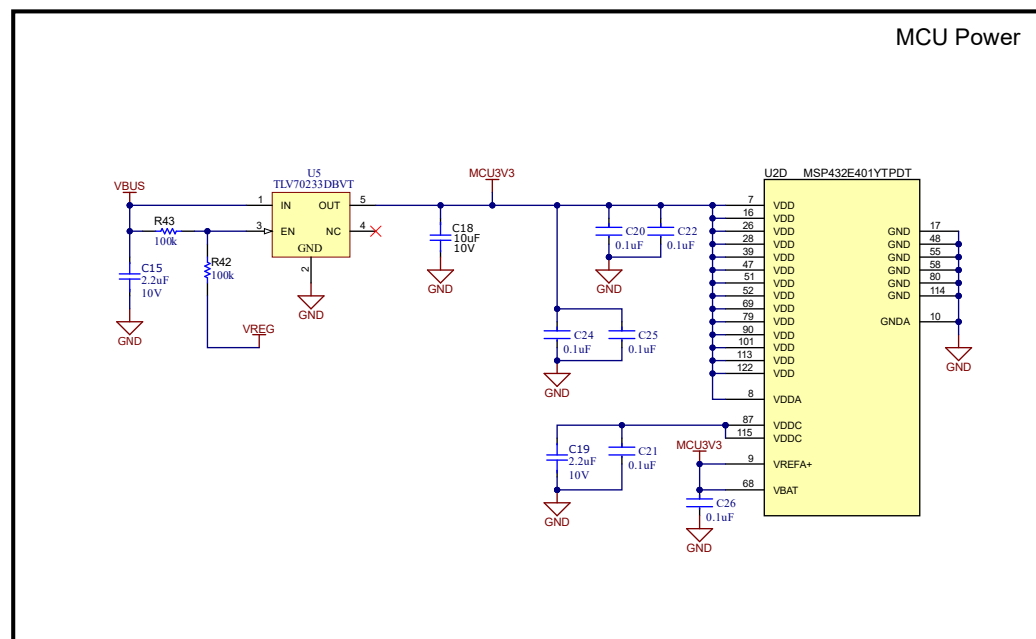 MCU Power
U5
TLV70233DBVT
VBUS
1
IN
OUT
5
3
EN
NC
4
GND
2
GND
R43
100k
R42
100k
C15
2.2uF
10V
GND
VREG
MCU3V3
C18
10uF
10V
GND
C20
0.1uF
C22
0.1uF
GND
C24
0.1uF
C25
0.1uF
GND
C19
2.2uF
10V
C21
0.1uF
GND
MCU3V3
C26
0.1uF
GND
U2D MSP432E401YTPDT
7 VDD
16 VDD
26 VDD
28 VDD
39 VDD
47 VDD
51 VDD
52 VDD
69 VDD
79 VDD
90 VDD
101 VDD
113 VDD
122 VDD
8 VDDA
87 VDDC
115 VDDC
9 VREFA+
68 VBAT
GND 17
GND 48
GND 55
GND 58
GND 80
GND 114
GNDA 10
GND